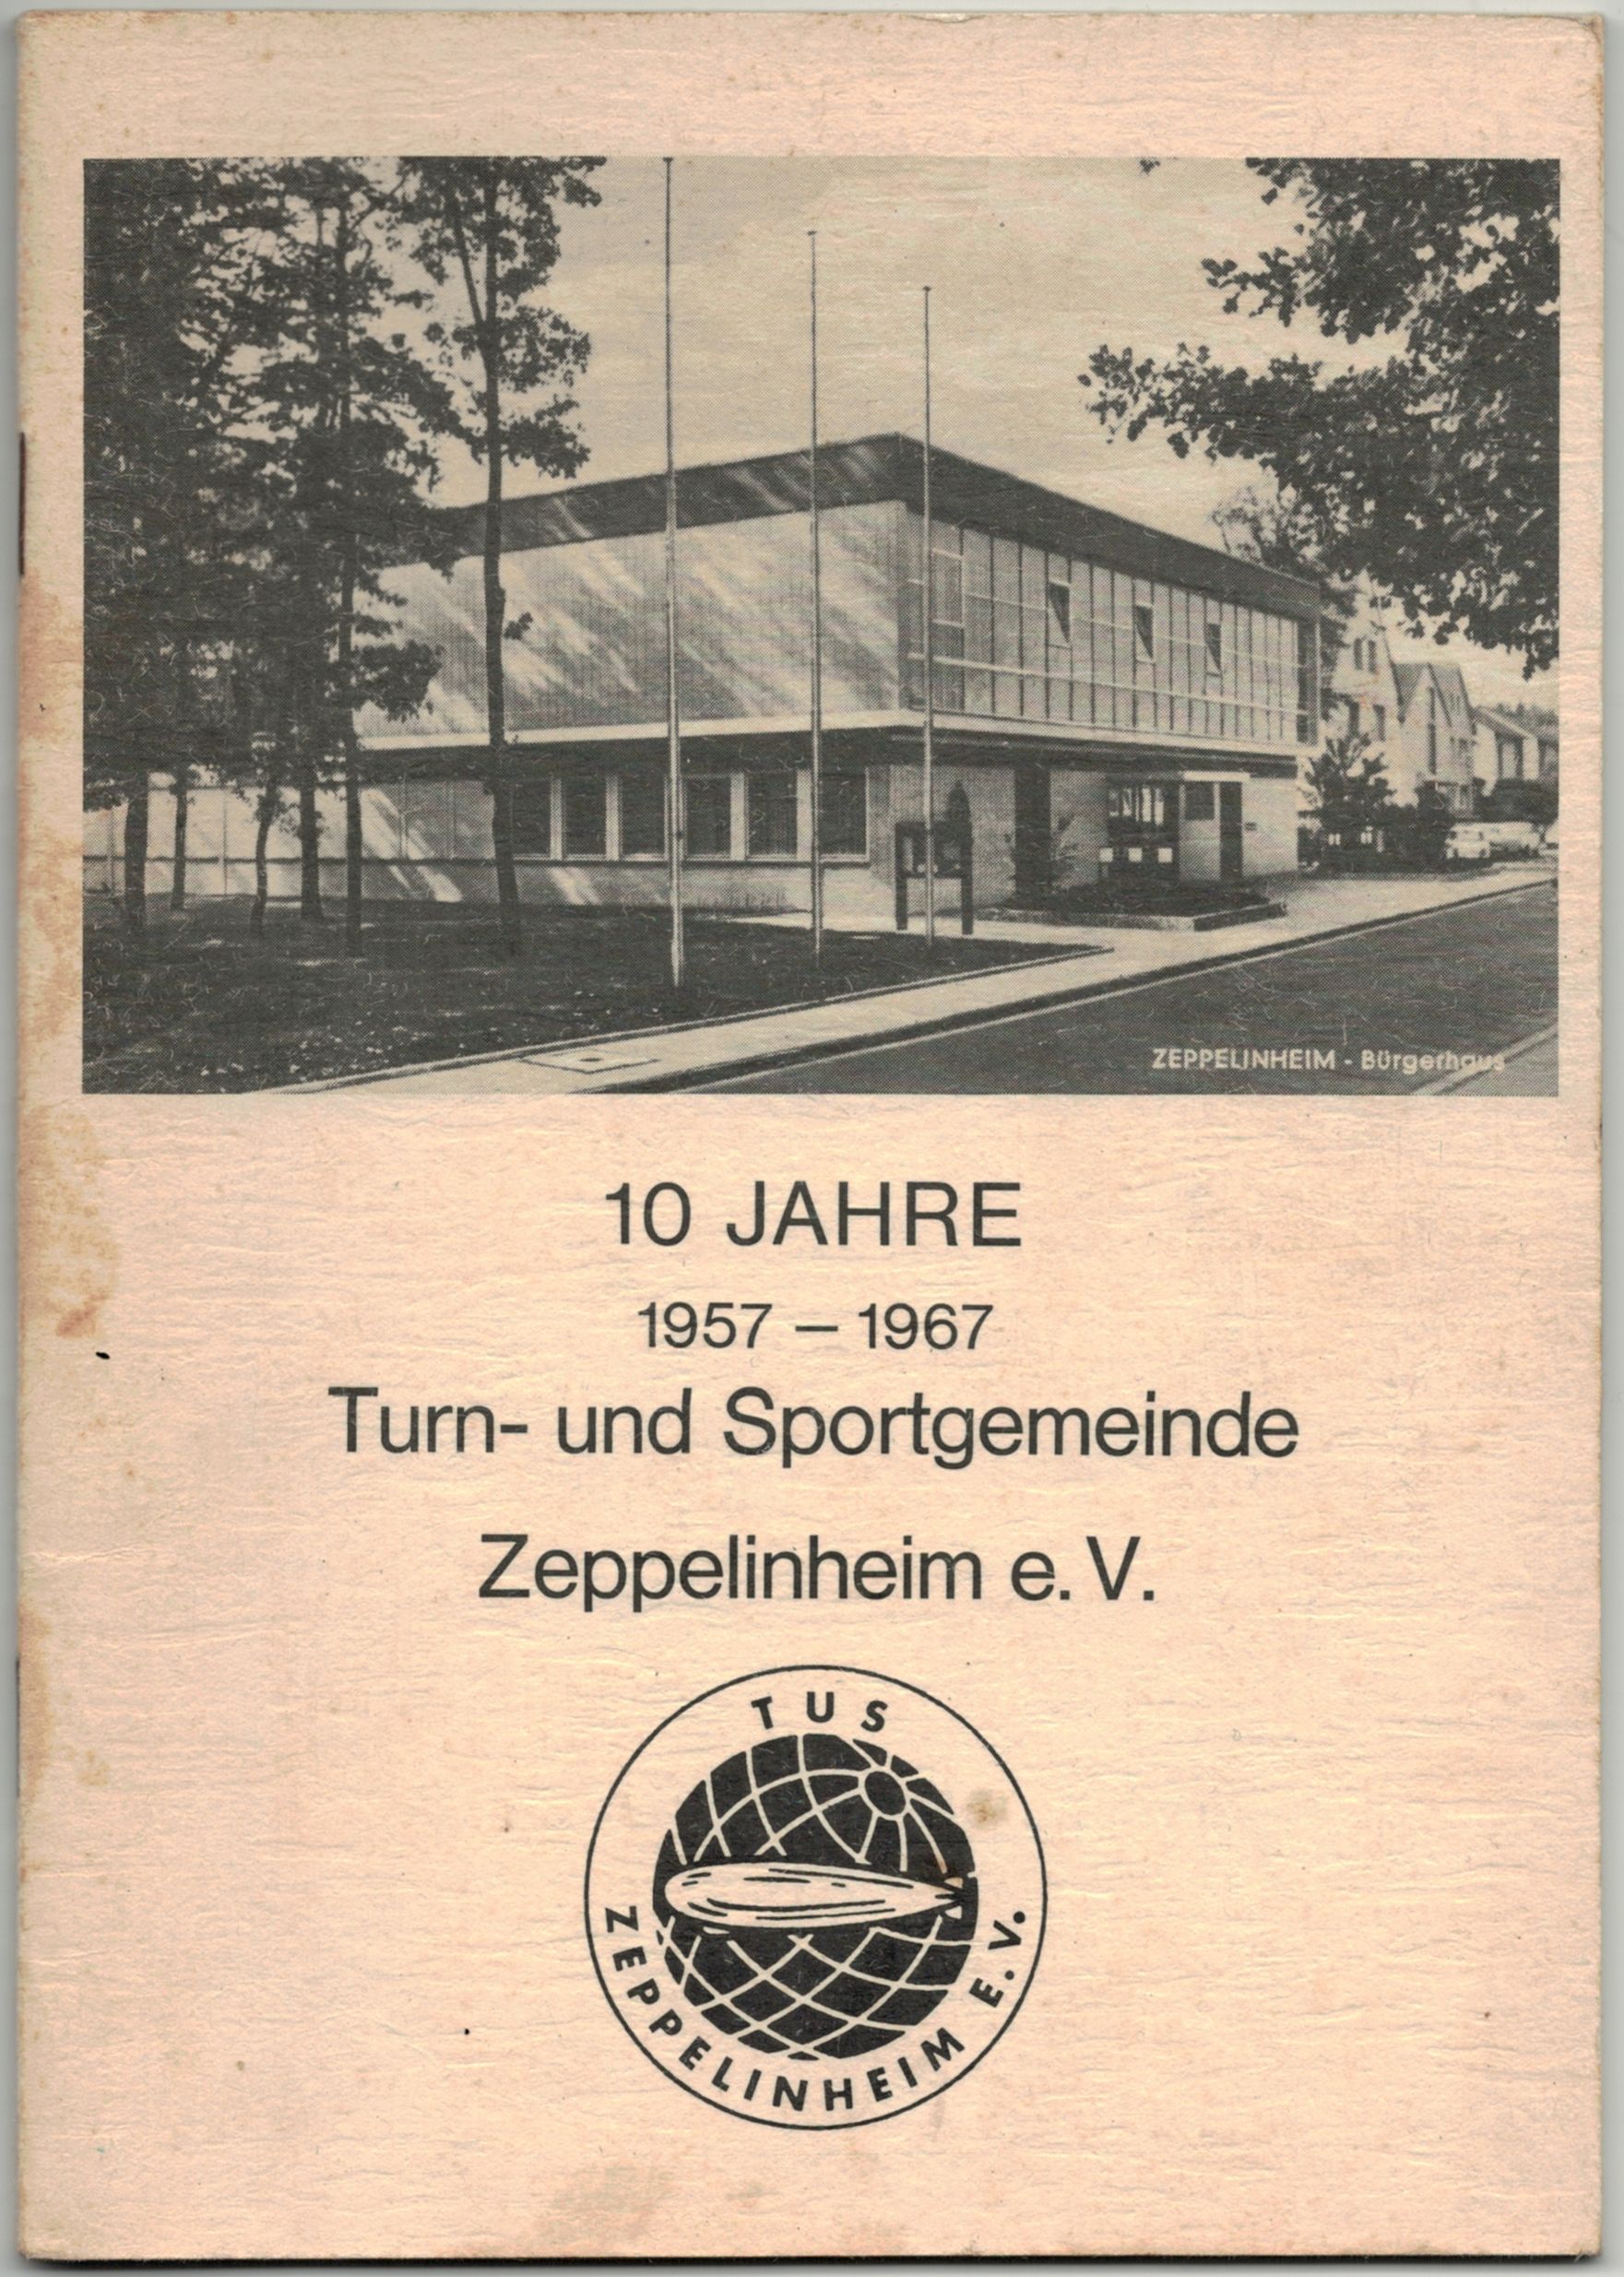 ZEPPELINHEIM - Bürgerhaus
10 JAHRE
1957 – 1967
Turn- und Sportgemeinde
Zeppelinheim e. V.
TUS
ZEPPELINHEIM E.V.